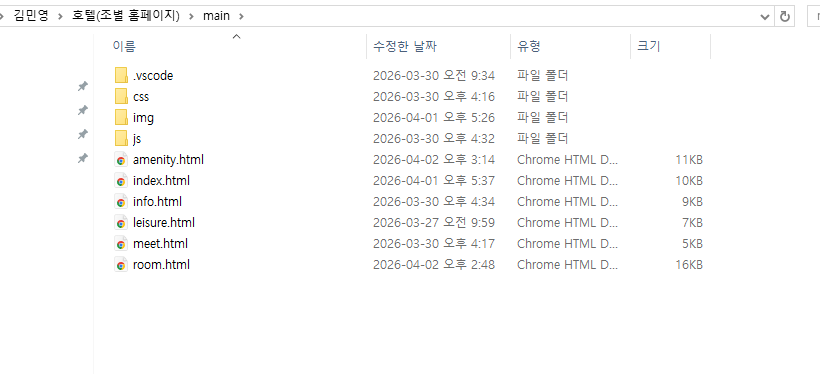 김민영 > 호텔(조별 홈페이지) > main >
이름 수정한 날짜 유형 크기
.vscode 2026-03-30 오전 9:34 파일 폴더
css 2026-03-30 오후 4:16 파일 폴더
img 2026-04-01 오후 5:26 파일 폴더
js 2026-03-30 오후 4:32 파일 폴더
amenity.html 2026-04-02 오후 3:14 Chrome HTML D... 11KB
index.html 2026-04-01 오후 5:37 Chrome HTML D... 10KB
info.html 2026-03-30 오후 4:34 Chrome HTML D... 9KB
leisure.html 2026-03-27 오전 9:59 Chrome HTML D... 7KB
meet.html 2026-03-30 오후 4:17 Chrome HTML D... 5KB
room.html 2026-04-02 오후 2:48 Chrome HTML D... 16KB